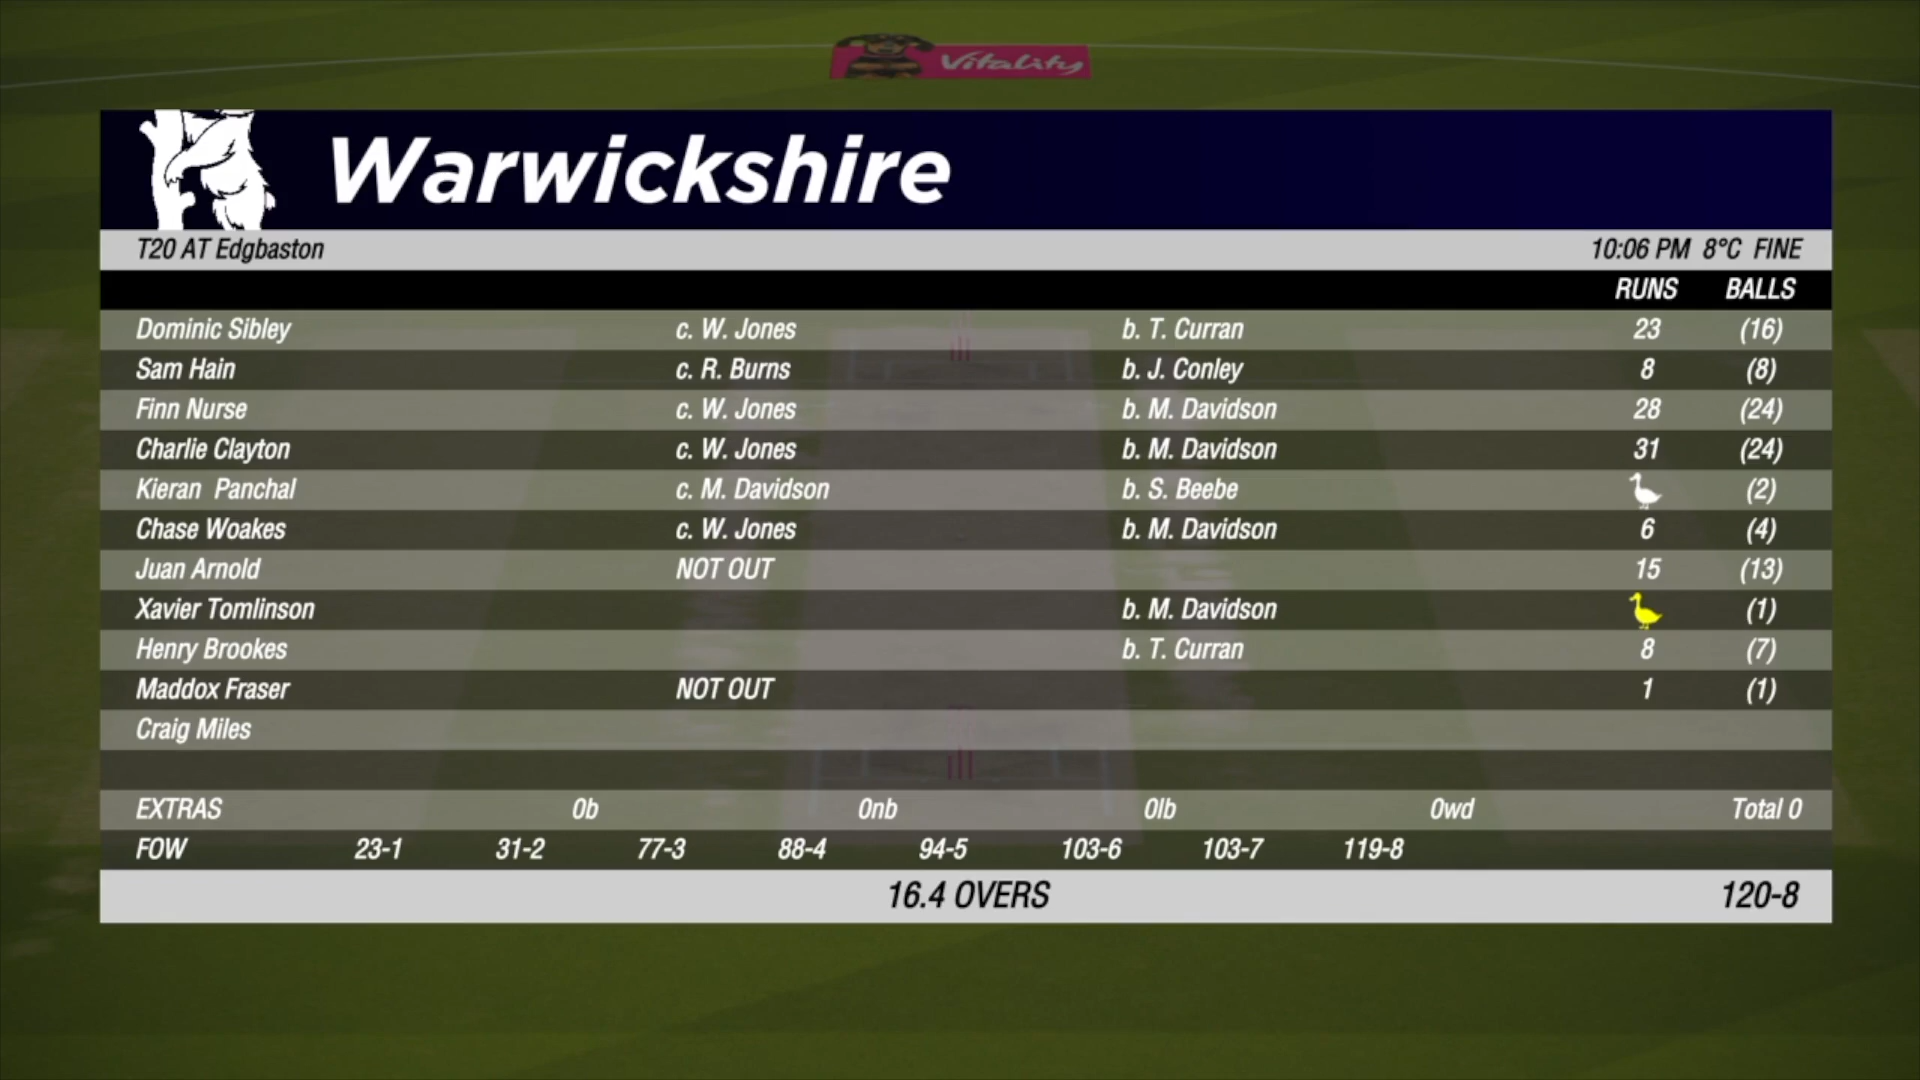 Vitality
Warwickshire
T20 AT Edgbaston 10:06 PM 8°C FINE
RUNS BALLS
Dominic Sibley c. W. Jones b. T. Curran 23 (16)
Sam Hain c. R. Burns b. J. Conley 8 (8)
Finn Nurse c. W. Jones b. M. Davidson 28 (24)
Charlie Clayton c. W. Jones b. M. Davidson 31 (24)
Kieran Panchal c. M. Davidson b. S. Beebe (2)
Chase Woakes c. W. Jones b. M. Davidson 6 (4)
Juan Arnold NOT OUT 15 (13)
Xavier Tomlinson b. M. Davidson (1)
Henry Brookes b. T. Curran 8 (7)
Maddox Fraser NOT OUT 1 (1)
Craig Miles
EXTRAS 0b 0nb 0lb 0wd Total 0
FOW 23-1 31-2 77-3 88-4 94-5 103-6 103-7 119-8
16.4 OVERS 120-8